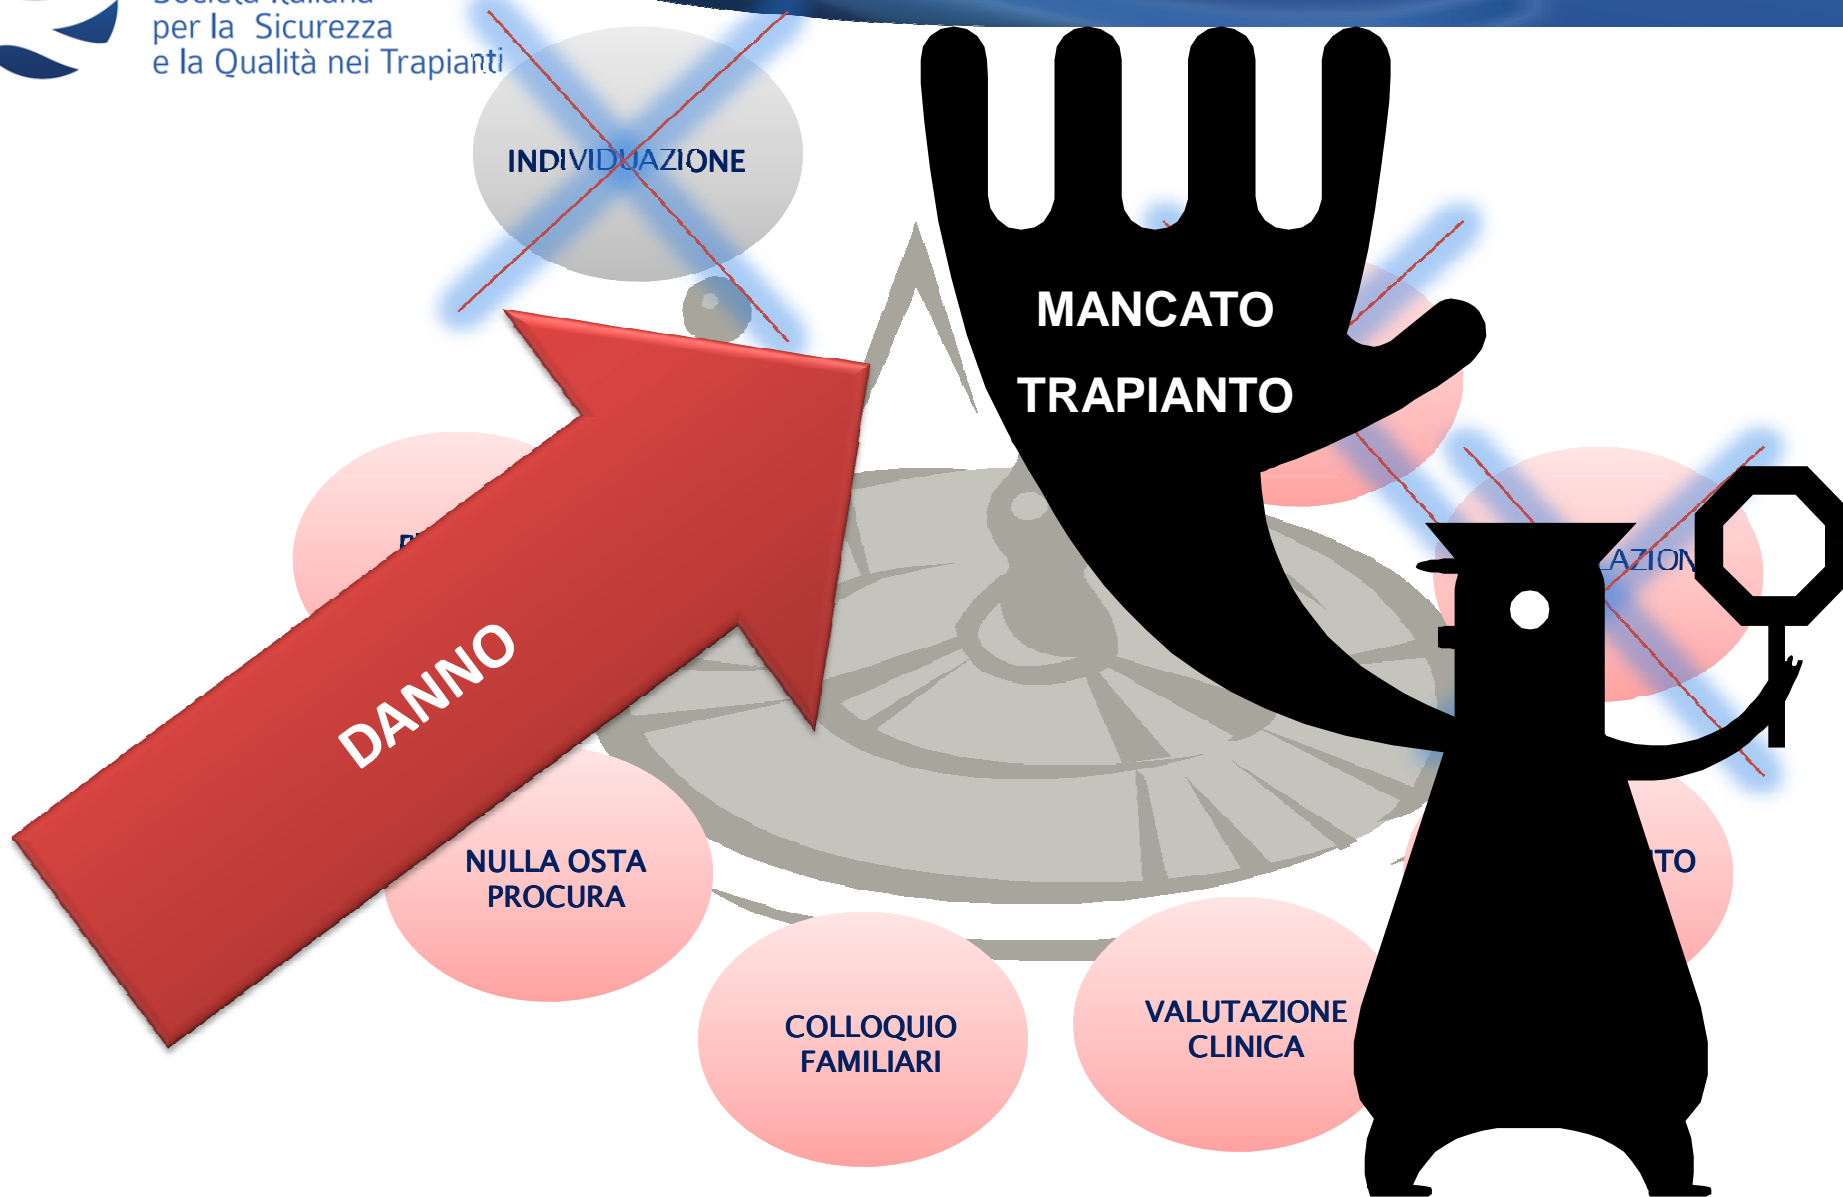 per la Sicurezza
e la Qualità nei Trapianti
INDIVIDUAZIONE
MANCATO
TRAPIANTO
DANNO
NULLA OSTA
PROCURA
COLLOQUIO
FAMILIARI
VALUTAZIONE
CLINICA